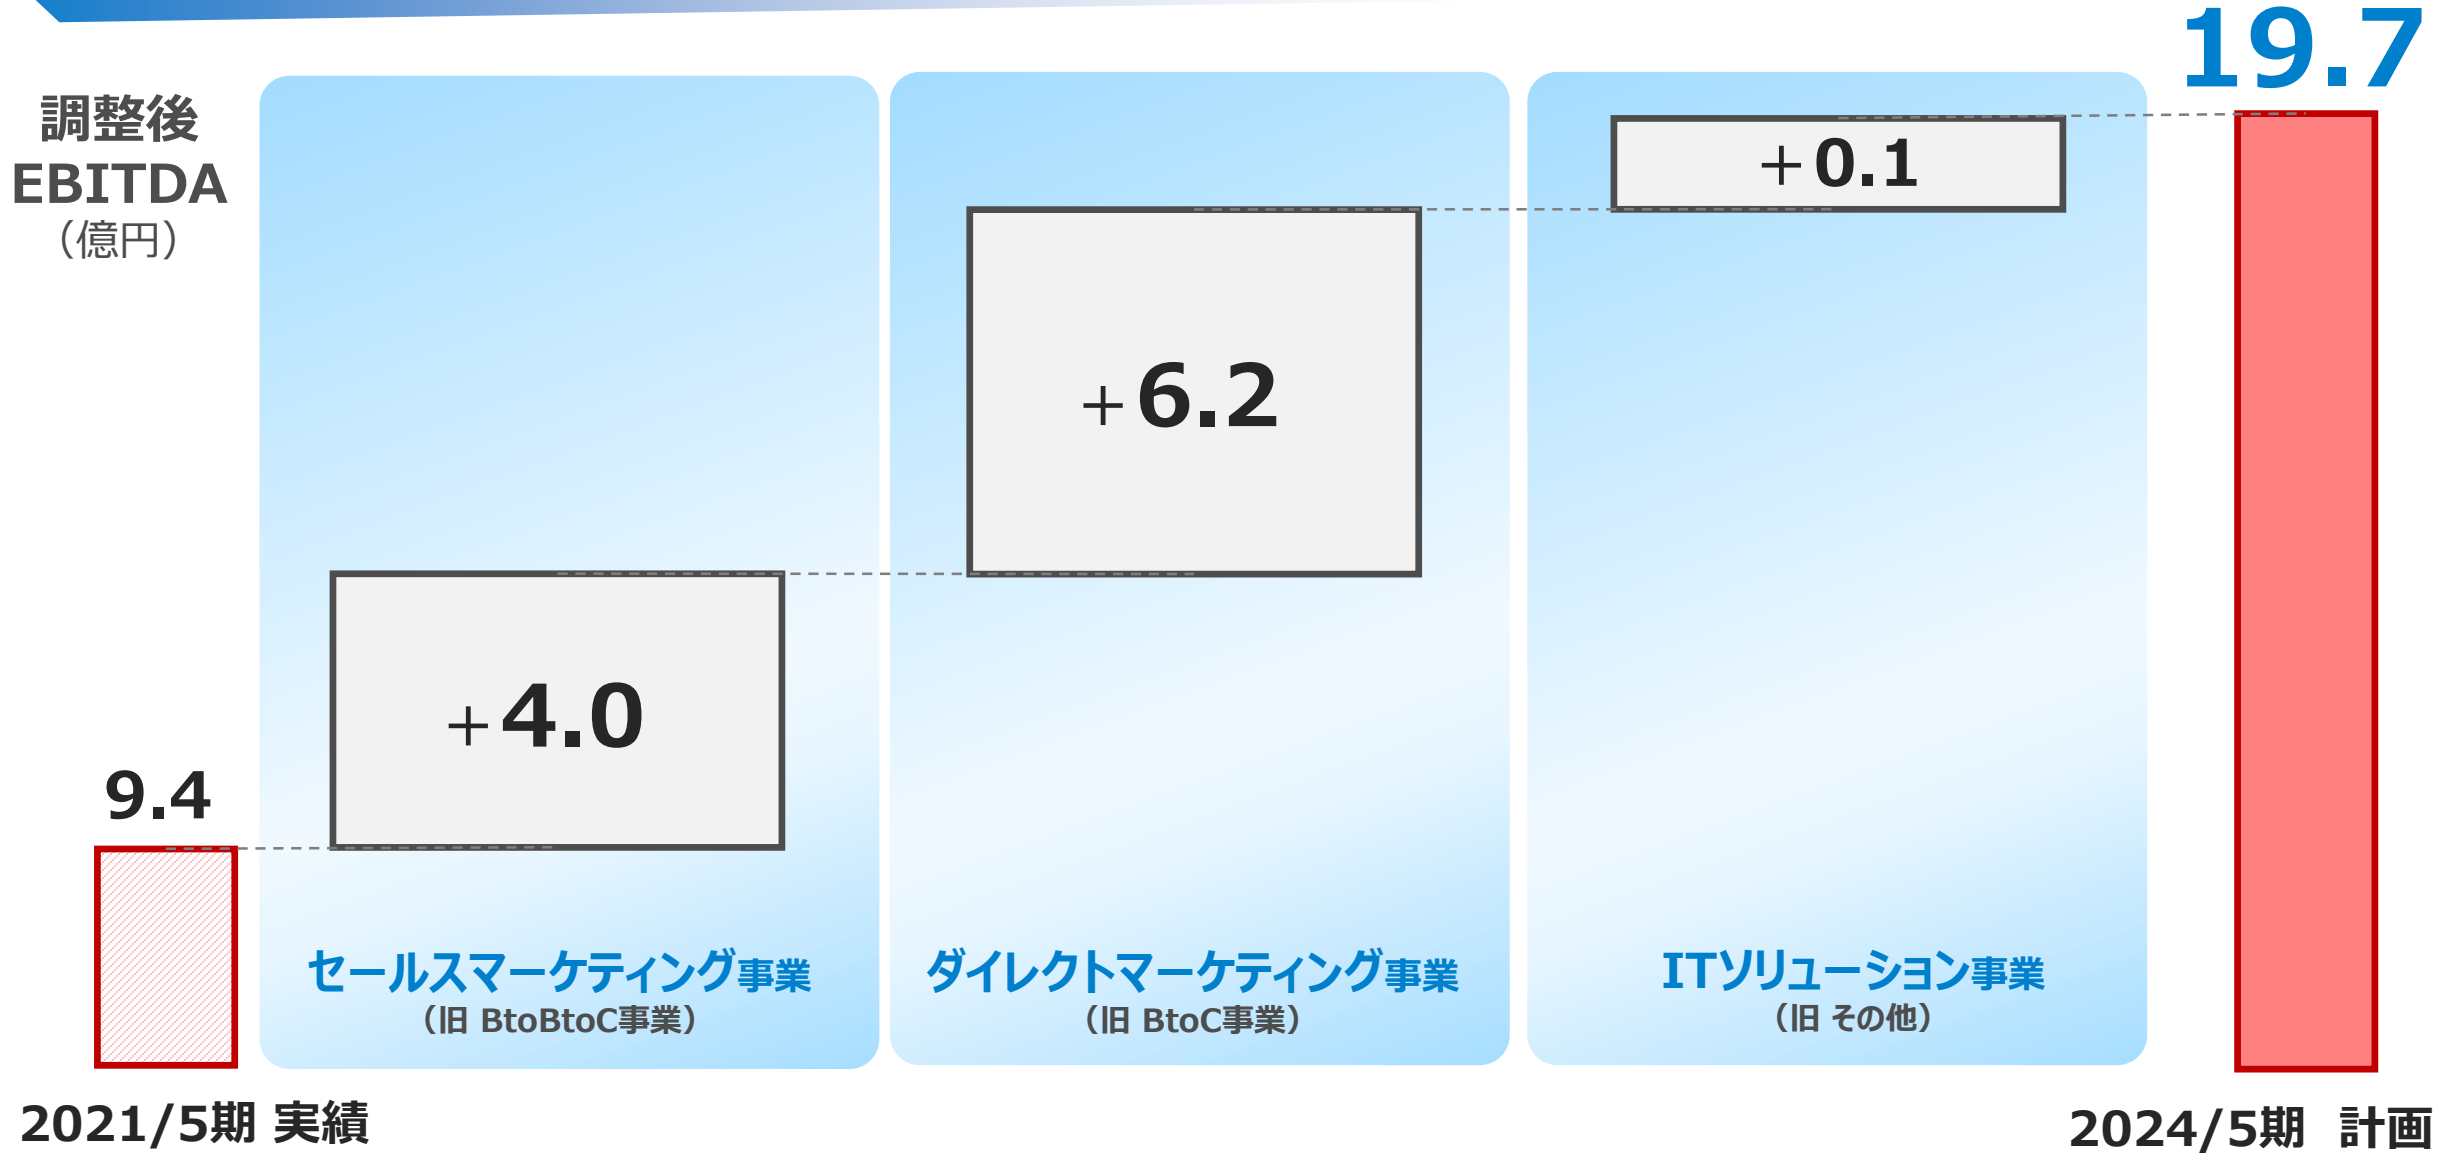 調整後
EBITDA
（億円）
9.4
2021/5期 実績
+4.0
セールスマーケティング事業
（旧 BtoBtoC事業）
+6.2
ダイレクトマーケティング事業
（旧 BtoC事業）
+0.1
ITソリューション事業
（旧 その他）
19.7
2024/5期 計画